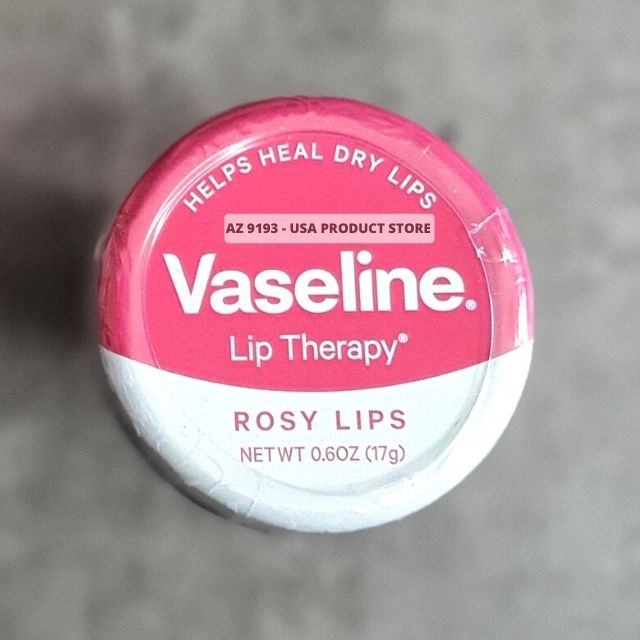 HELPS HEAL DRY LIPS
AZ 9193 - USA PRODUCT STORE
Vaseline®
Lip Therapy®
ROSY LIPS
NET WT 0.6OZ (17g)